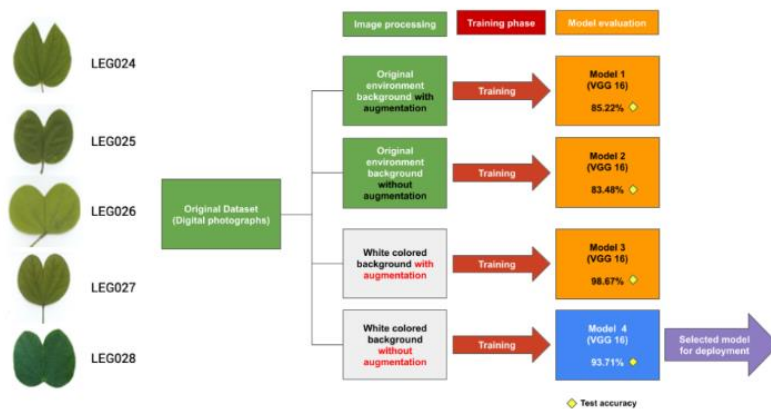 Image processing
Training phase
Model evaluation
LEG024
LEG025
LEG026
LEG027
LEG028
Original Dataset
(Digital photographs)
Original
environment
background with
augmentation
Training
Model 1
(VGG 16)
85.22%
Original
environment
background
without
augmentation
Training
Model 2
(VGG 16)
83.48%
White colored
background with
augmentation
Training
Model 3
(VGG 16)
98.67%
White colored
background
without
augmentation
Training
Model 4
(VGG 16)
93.71%
Selected model
for deployment
Test accuracy